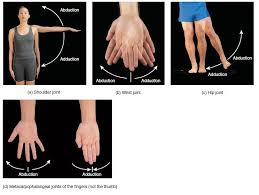 Abduction
Adduction
(a) Shoulder joint
Abduction
Adduction
Abduction
(b) Wrist joint
Abduction
Adduction
(c) Hip joint
Abduction
Adduction
(d) Metacarpophalangeal joints of the fingers (not the thumb)